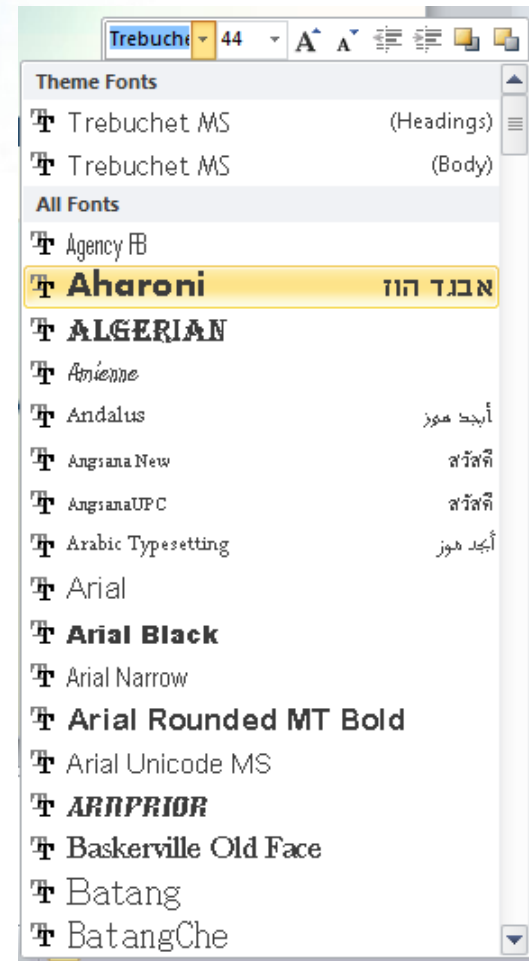 Trebuche 44
Theme Fonts
Trebuchet MS (Headings)
Trebuchet MS (Body)
All Fonts
Agency FB
Aharoni אבגד הוז
ALGERIAN
Amienne
Andalus أبجد هوز
Angsana New สวัสดี
AngsanaUPC สวัสดี
Arabic Typesetting أبجد هوز
Arial
Arial Black
Arial Narrow
Arial Rounded MT Bold
Arial Unicode MS
ARNPRIOR
Baskerville Old Face
Batang
BatangChe